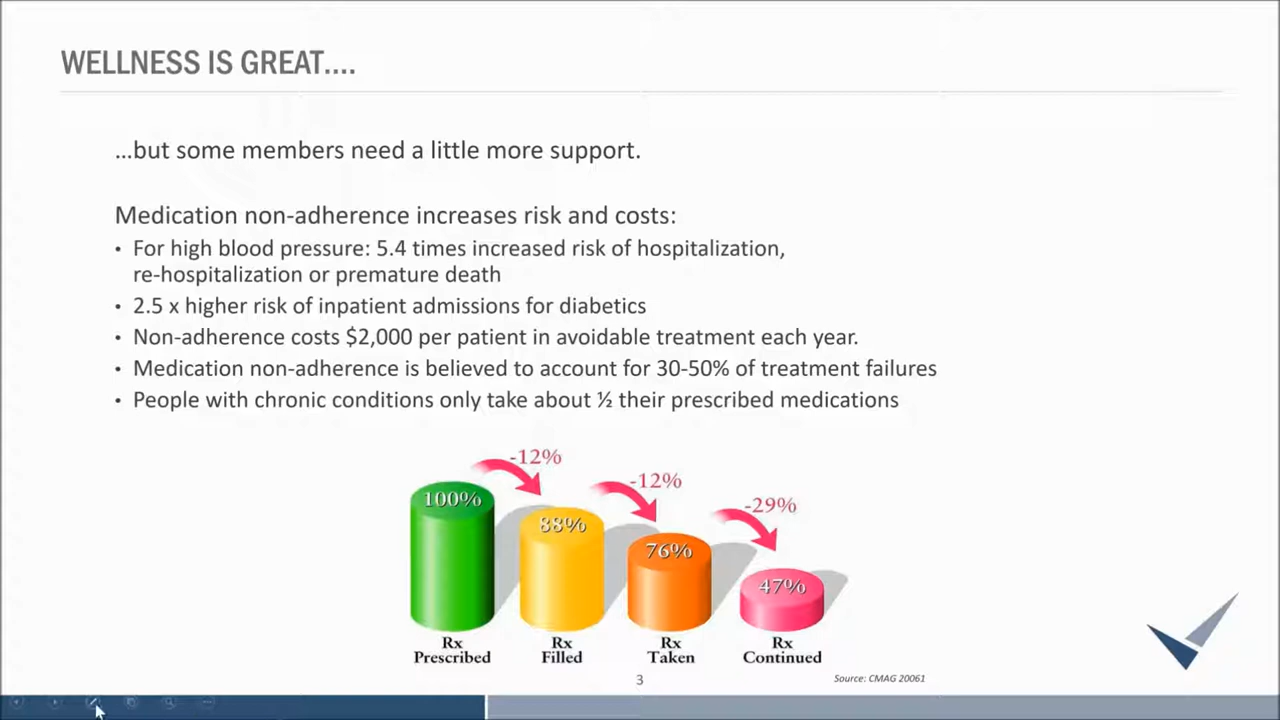 WELLNESS IS GREAT....
...but some members need a little more support.
Medication non-adherence increases risk and costs:
• For high blood pressure: 5.4 times increased risk of hospitalization,
re-hospitalization or premature death
• 2.5 x higher risk of inpatient admissions for diabetics
• Non-adherence costs $2,000 per patient in avoidable treatment each year.
• Medication non-adherence is believed to account for 30-50% of treatment failures
• People with chronic conditions only take about ½ their prescribed medications
-12%
-12%
-29%
100%
88%
76%
47%
Rx
Prescribed
Rx
Filled
Rx
Taken
Rx
Continued
3
Source: CMAG 20061